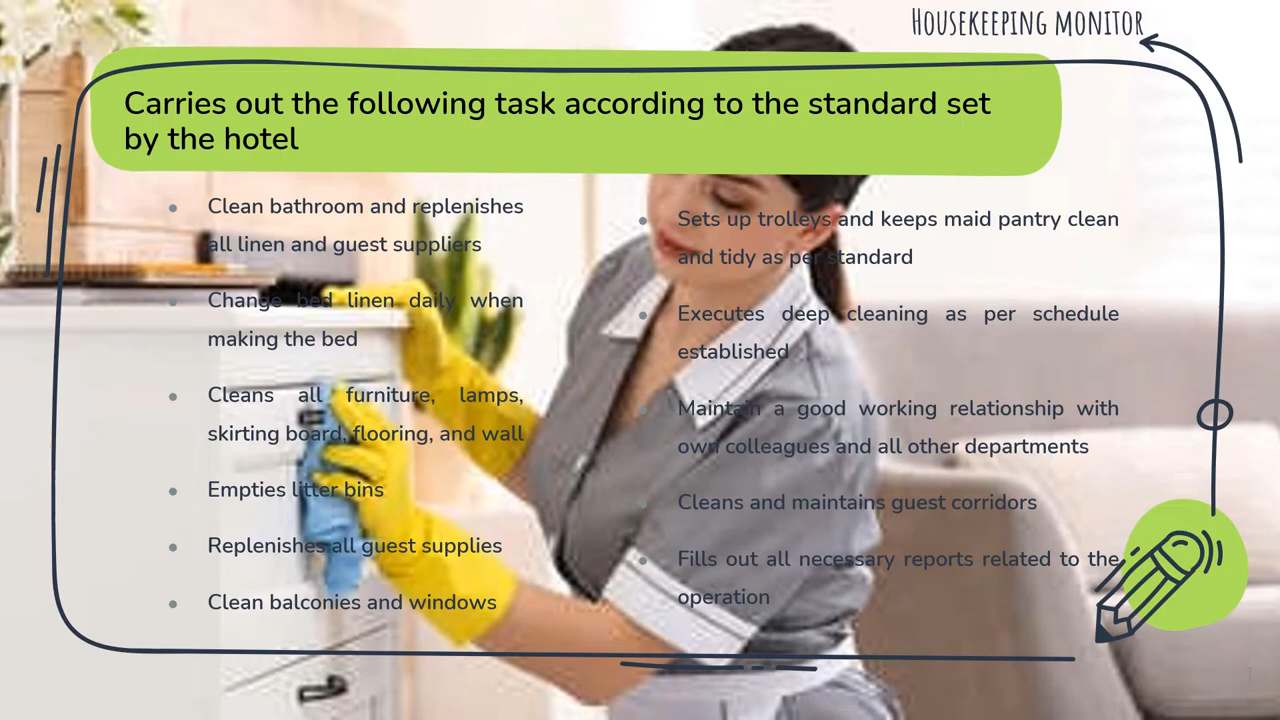 Housekeeping monitor
Carries out the following task according to the standard set
by the hotel
Clean bathroom and replenishes
all linen and guest suppliers
Change bed linen daily when
making the bed
Cleans all furniture, lamps,
skirting board, flooring, and wall
Empties litter bins
Replenishes all guest supplies
Clean balconies and windows
Sets up trolleys and keeps maid pantry clean
and tidy as per standard
Executes deep cleaning as per schedule
established
Maintain a good working relationship with
own colleagues and all other departments
Cleans and maintains guest corridors
Fills out all necessary reports related to the
operation